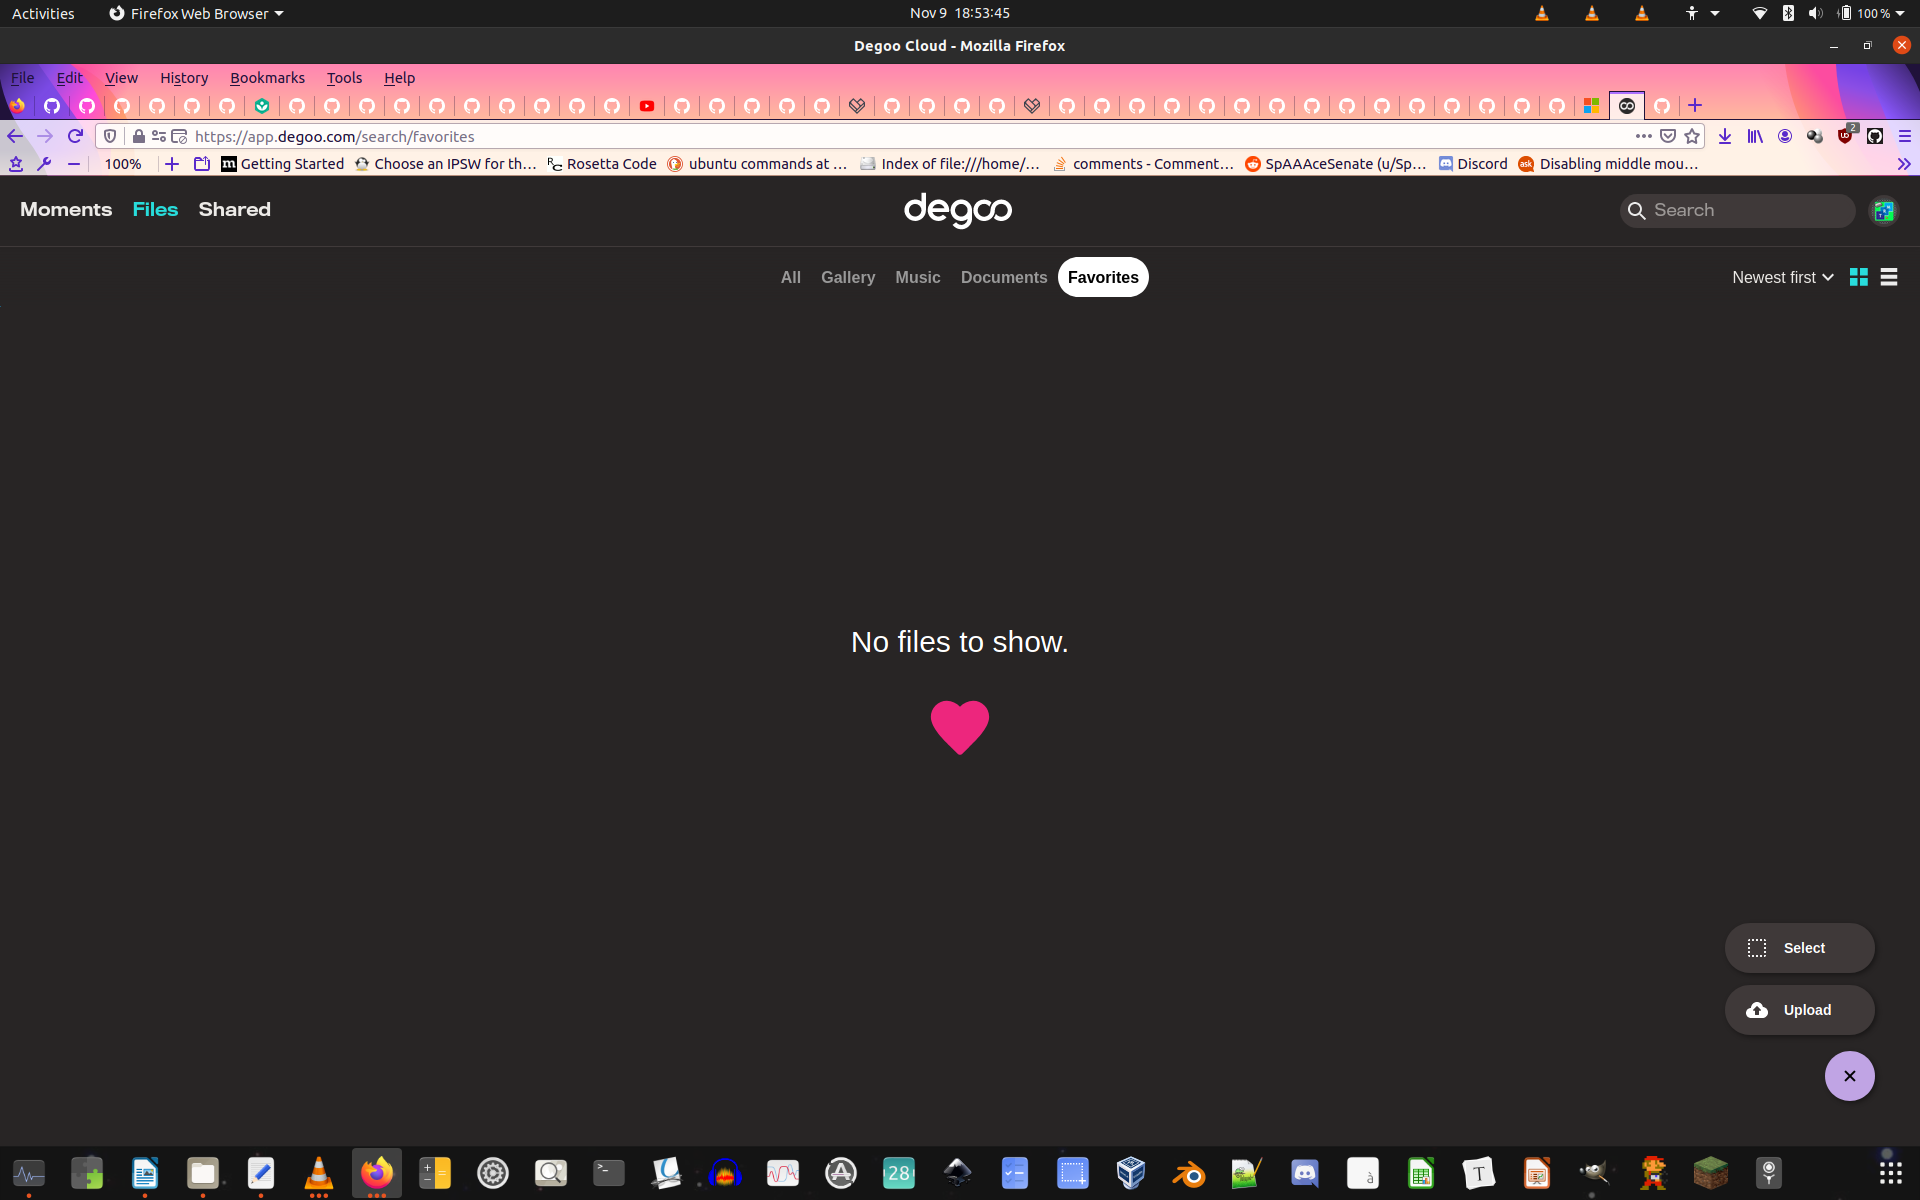 Activities Firefox Web Browser Nov 9 18:53:45 100 %
Degoo Cloud - Mozilla Firefox
File Edit View History Bookmarks Tools Help
https://app.degoo.com/search/favorites 2
100% Getting Started Choose an IPSW for th… Rosetta Code ubuntu commands at … Index of file:///home/… comments - Comment… SpAAAceSenate (u/Sp… Discord Disabling middle mou…
Moments Files Shared degoo Search
All Gallery Music Documents Favorites Newest first
No files to show.
Select
Upload
28